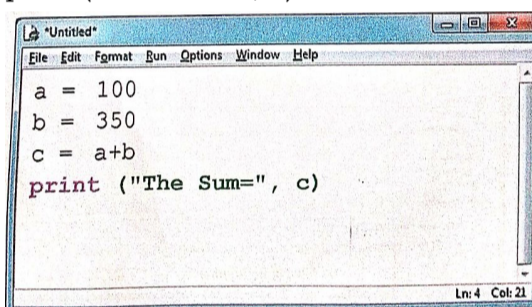 *Untitled*
File Edit Format Run Options Window Help
a = 100
b = 350
c = a+b
print ("The Sum=", c)
Ln: 4 Col: 21